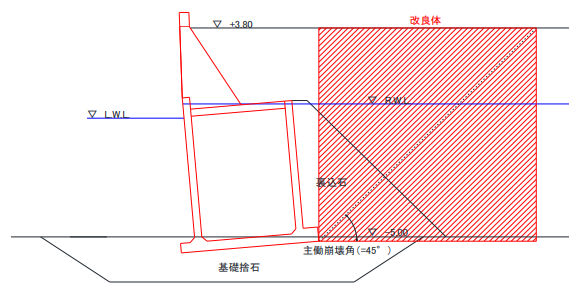 改良体
▽ +3.80
▽ R.W.L.
▽ L.W.L.
裏込石
▽ -5.00
主働崩壊角(=45°)
基礎捨石